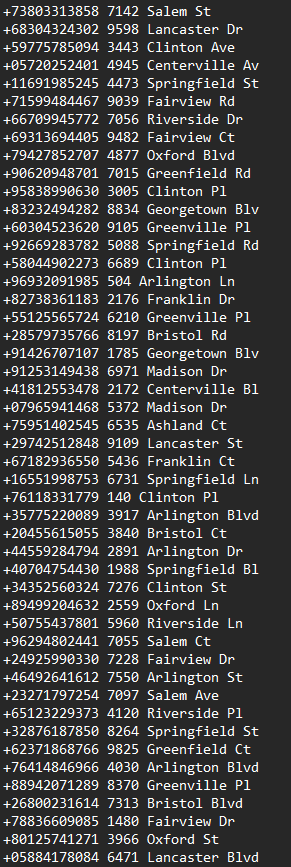 +73803313858 7142 Salem St
+68304324302 9598 Lancaster Dr
+59775785094 3443 Clinton Ave
+05720252401 4945 Centerville Av
+11691985245 4473 Springfield St
+71599484467 9039 Fairview Rd
+66709945772 7056 Riverside Dr
+69313694405 9482 Fairview Ct
+79427852707 4877 Oxford Blvd
+90620948701 7015 Greenfield Rd
+95838990630 3005 Clinton Pl
+83232494282 8834 Georgetown Blv
+60304523620 9105 Greenville Pl
+92669283782 5088 Springfield Rd
+58044902273 6689 Clinton Pl
+96932091985 504 Arlington Ln
+82738361183 2176 Franklin Dr
+55125565724 6210 Greenville Pl
+28579735766 8197 Bristol Rd
+91426707107 1785 Georgetown Blv
+91253149438 6971 Madison Dr
+41812553478 2172 Centerville Bl
+07965941468 5372 Madison Dr
+75951402545 6535 Ashland Ct
+29742512848 9109 Lancaster St
+67182936550 5436 Franklin Ct
+16551998753 6731 Springfield Ln
+76118331779 140 Clinton Pl
+35775220089 3917 Arlington Blvd
+20455615055 3840 Bristol Ct
+44559284794 2891 Arlington Dr
+40704754430 1988 Springfield Bl
+34352560324 7276 Clinton St
+89499204632 2559 Oxford Ln
+50755437801 5960 Riverside Ln
+96294802441 7055 Salem Ct
+24925990330 7228 Fairview Dr
+46492641612 7550 Arlington St
+23271797254 7097 Salem Ave
+65123229373 4120 Riverside Pl
+32876187850 8264 Springfield St
+62371868766 9825 Greenfield Ct
+76414846966 4030 Arlington Blvd
+88942071289 8370 Greenville Pl
+26800231614 7313 Bristol Blvd
+78836609085 1480 Fairview Dr
+80125741271 3966 Oxford St
+05884178084 6471 Lancaster Blvd